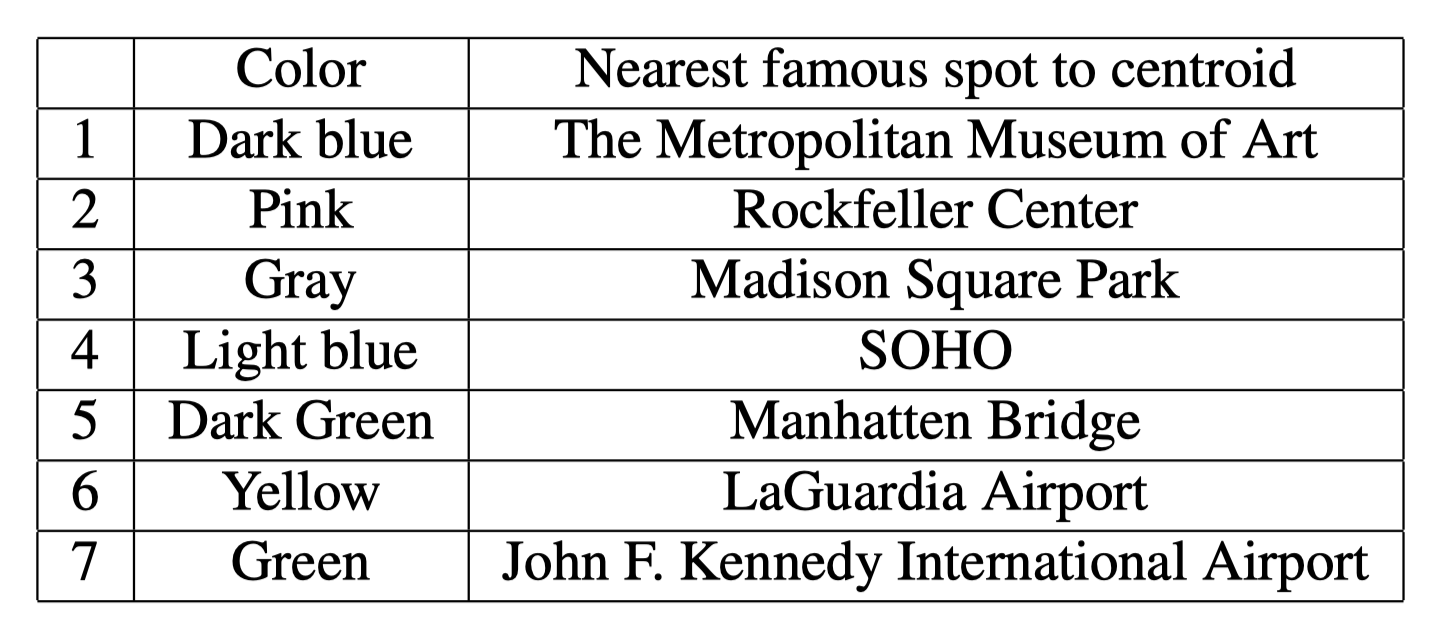 Color Nearest famous spot to centroid
1 Dark blue The Metropolitan Museum of Art
2 Pink Rockfeller Center
3 Gray Madison Square Park
4 Light blue SOHO
5 Dark Green Manhatten Bridge
6 Yellow LaGuardia Airport
7 Green John F. Kennedy International Airport